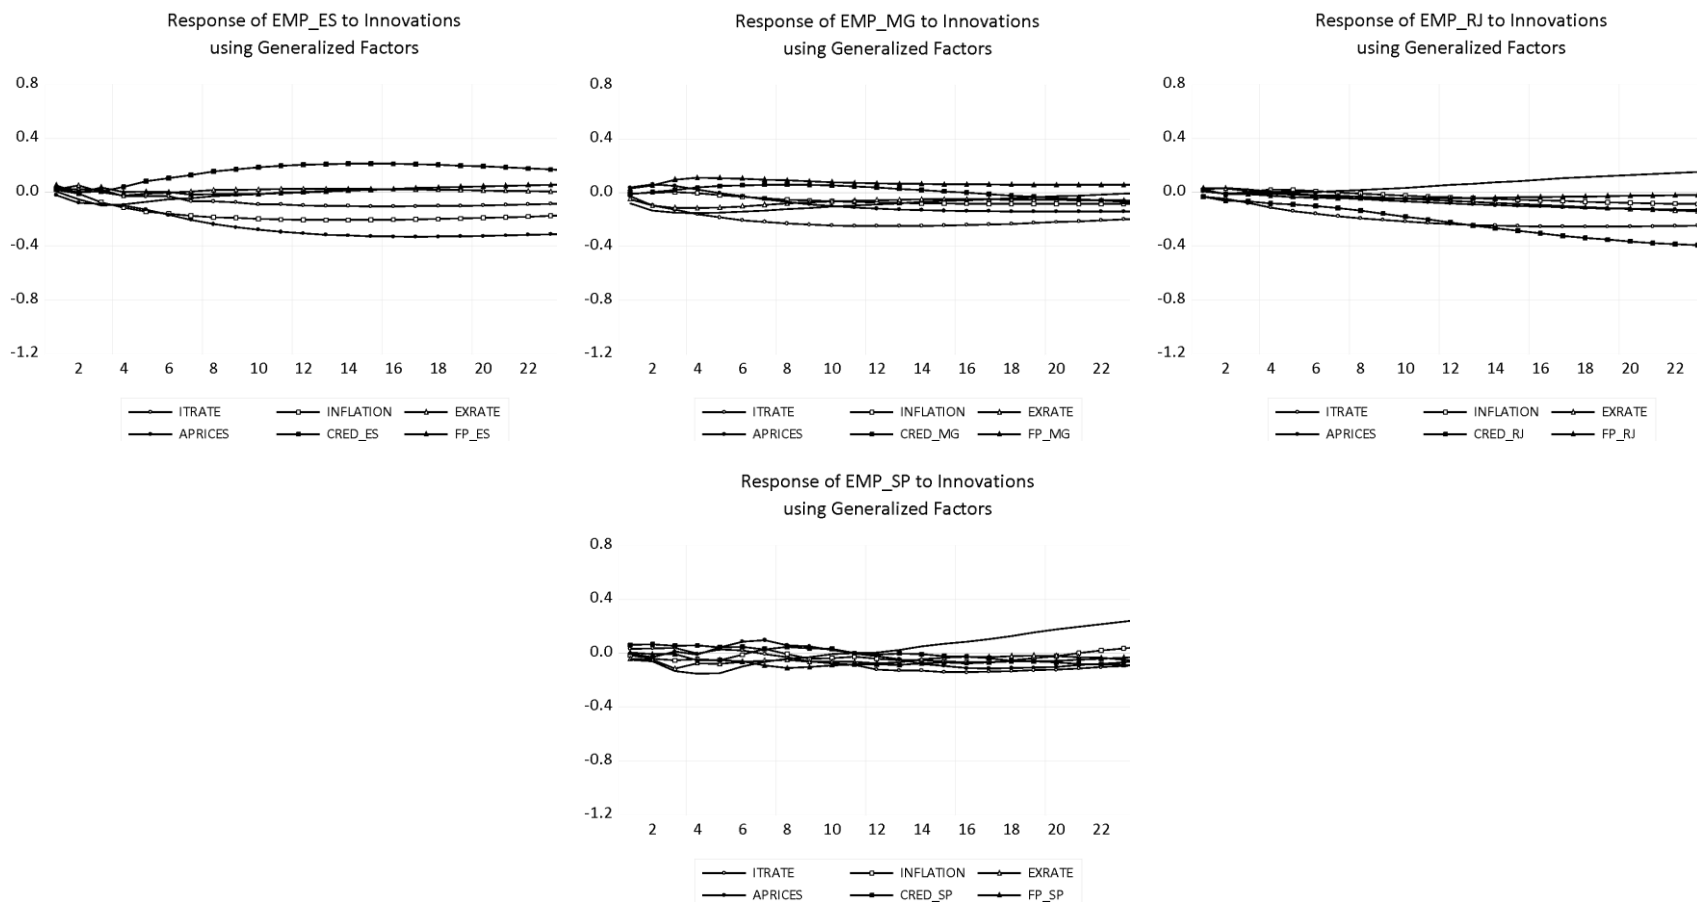 Response of EMP_ES to Innovations
using Generalized Factors
0.8
0.4
0.0
-0.4
-0.8
-1.2
2 4 6 8 10 12 14 16 18 20 22
ITRATE INFLATION EXRATE
APRICES CRED_ES FP_ES
Response of EMP_MG to Innovations
using Generalized Factors
0.8
0.4
0.0
-0.4
-0.8
-1.2
2 4 6 8 10 12 14 16 18 20 22
ITRATE INFLATION EXRATE
APRICES CRED_MG FP_MG
Response of EMP_RJ to Innovations
using Generalized Factors
0.8
0.4
0.0
-0.4
-0.8
-1.2
2 4 6 8 10 12 14 16 18 20 22
ITRATE INFLATION EXRATE
APRICES CRED_RJ FP_RJ
Response of EMP_SP to Innovations
using Generalized Factors
0.8
0.4
0.0
-0.4
-0.8
-1.2
2 4 6 8 10 12 14 16 18 20 22
ITRATE INFLATION EXRATE
APRICES CRED_SP FP_SP